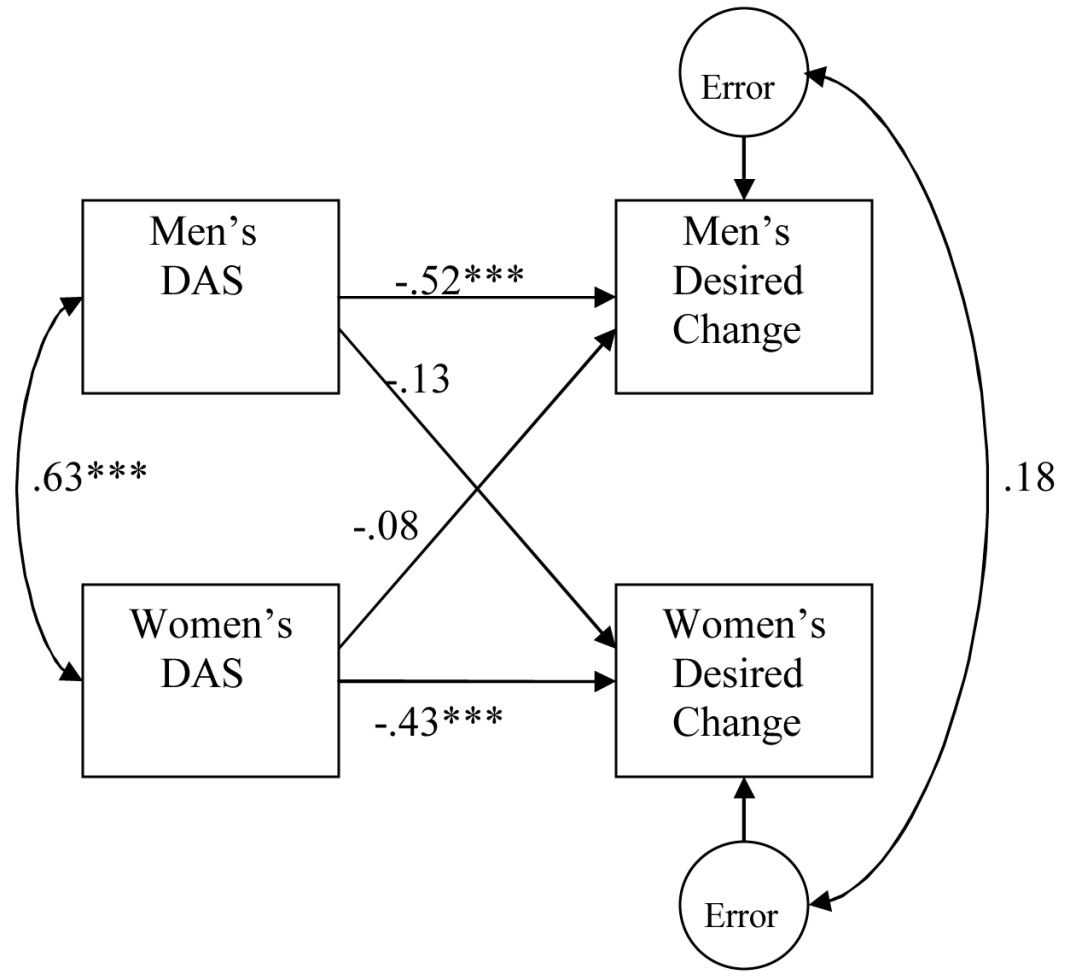 Error
Men’s
DAS
-.52***
Men’s
Desired
Change
-.13
.63***
.18
-.08
Women’s
DAS
-.43***
Women’s
Desired
Change
Error